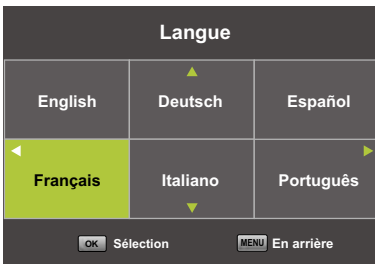 Langue
English Deutsch Español
Français Italiano Português
OK Sélection MENU En arrière